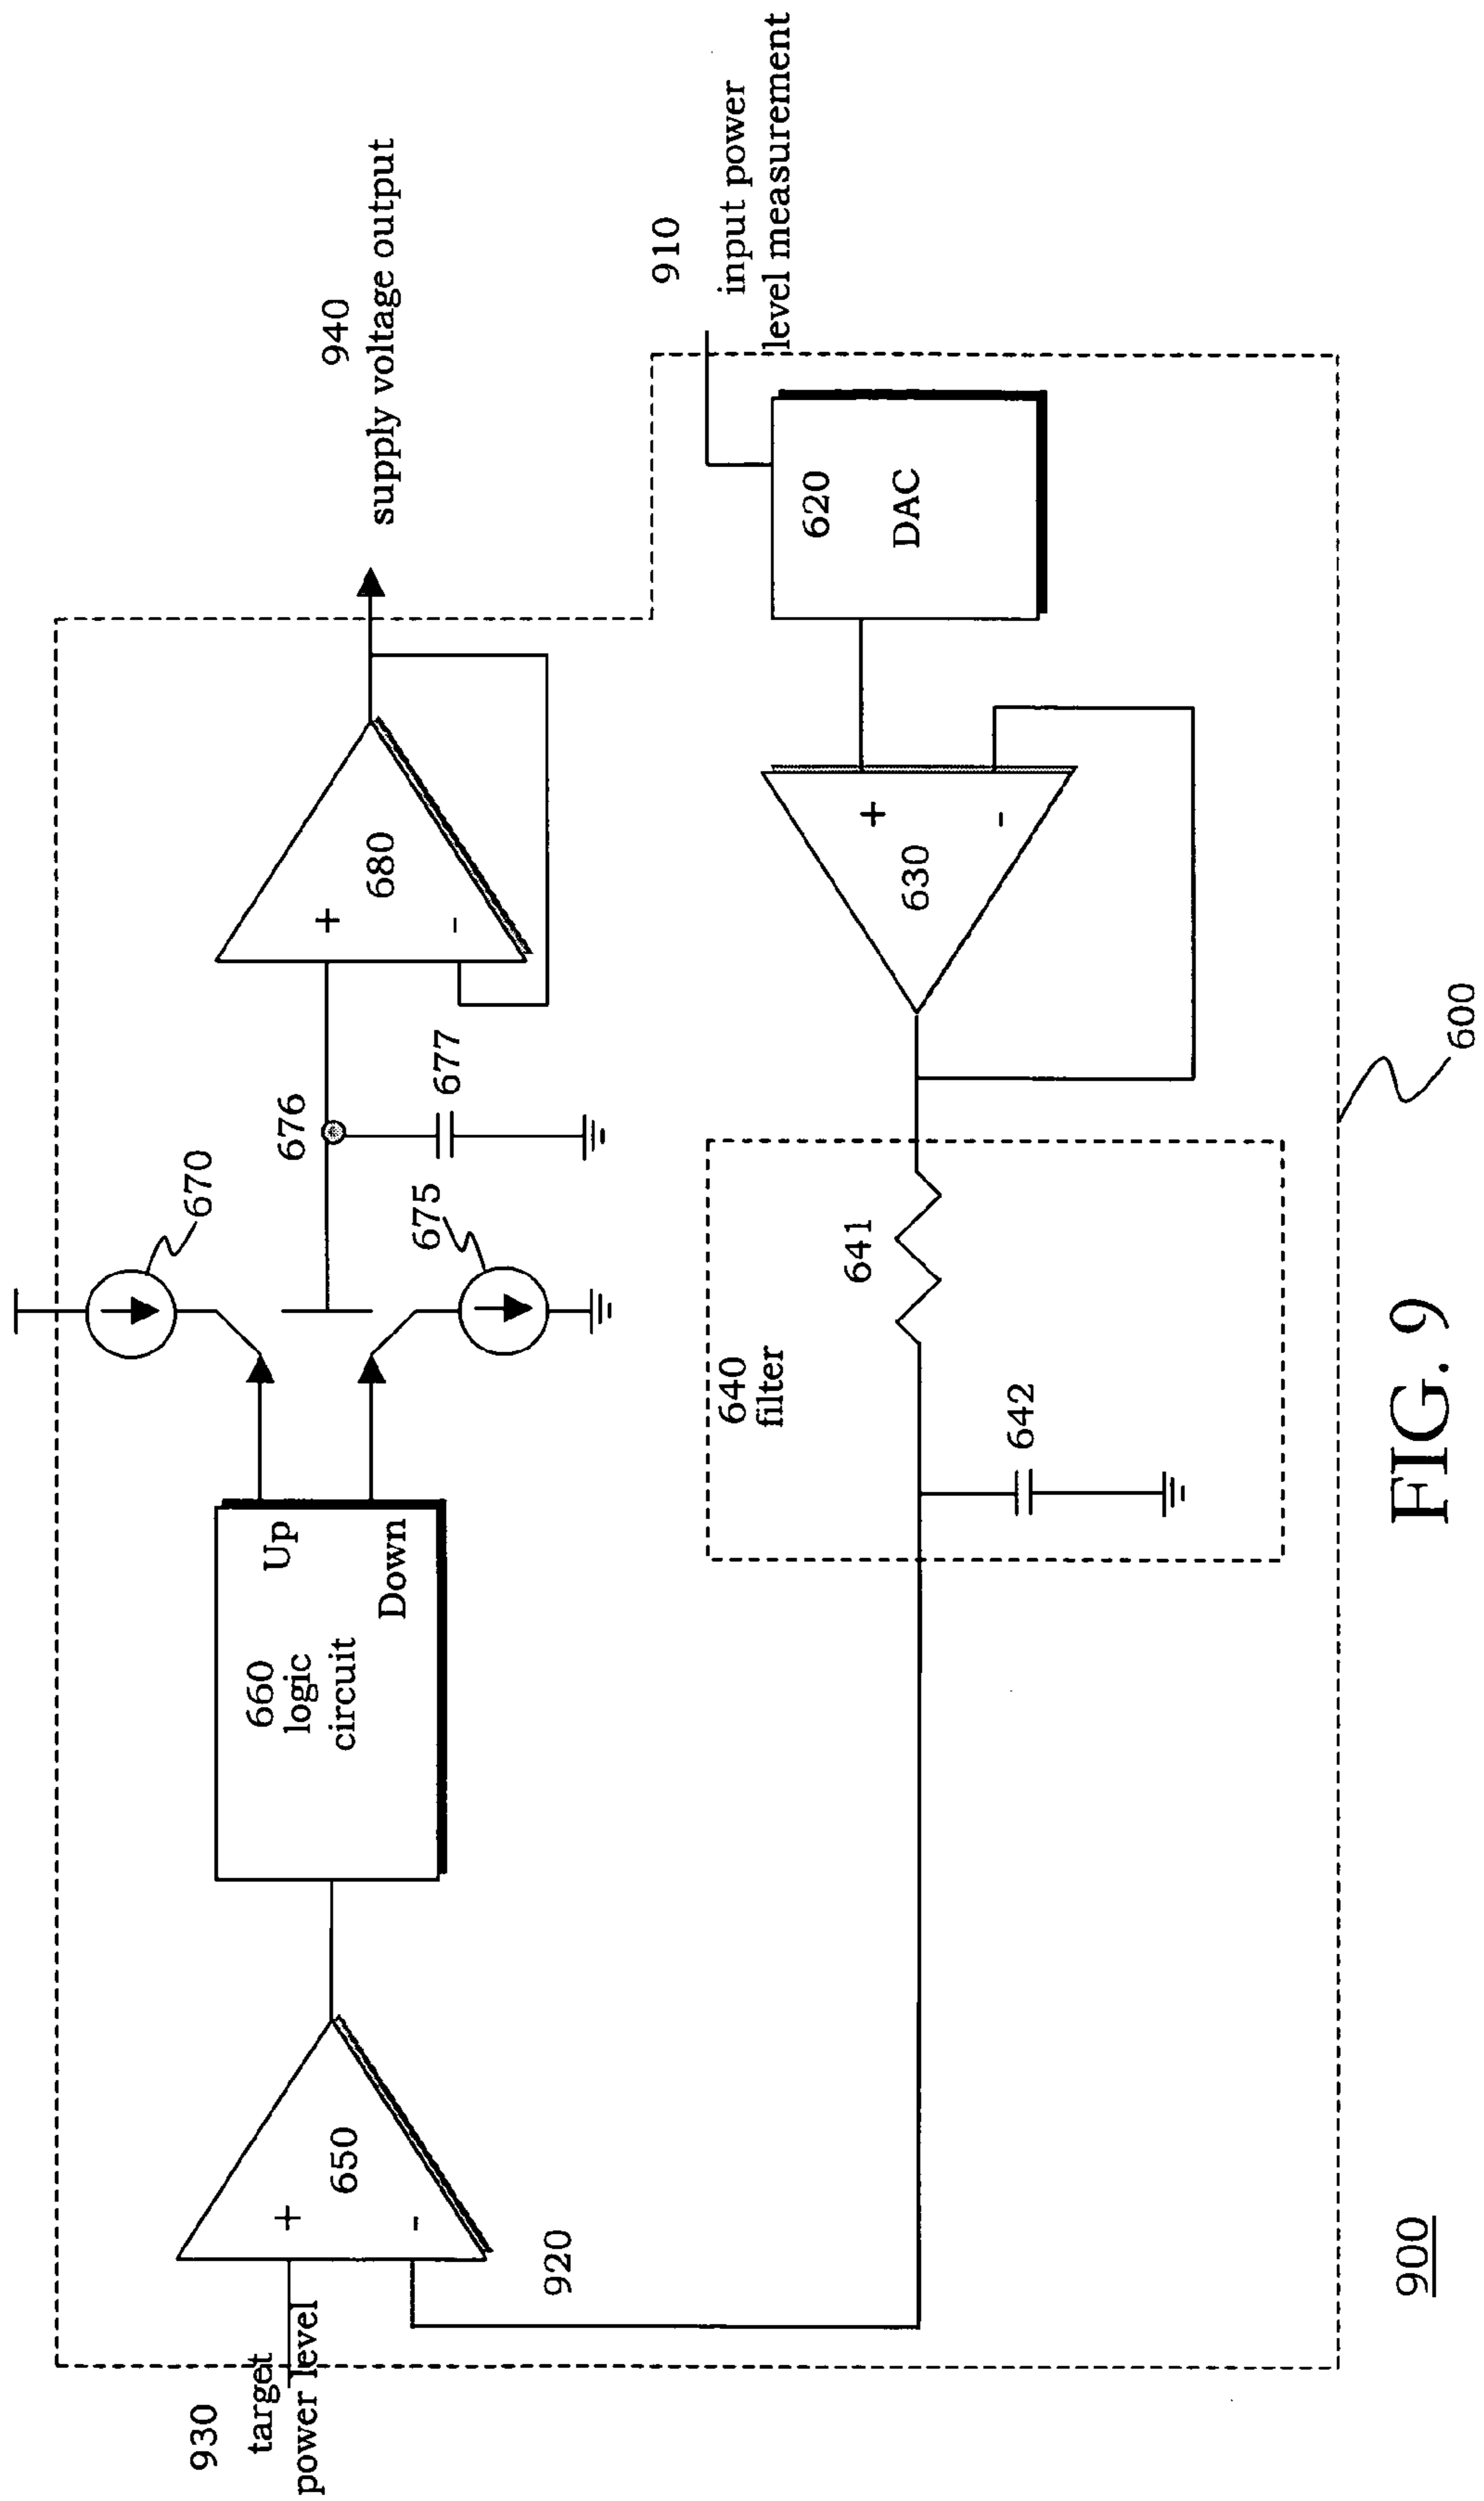 930
target
power level
+
-
650
920
660
logic
circuit
Up
Down
670
675
676
677
+
-
680
940
supply voltage output
910
input power
level measurement
620
DAC
+
-
630
640
filter
641
642
600
900
FIG. 9